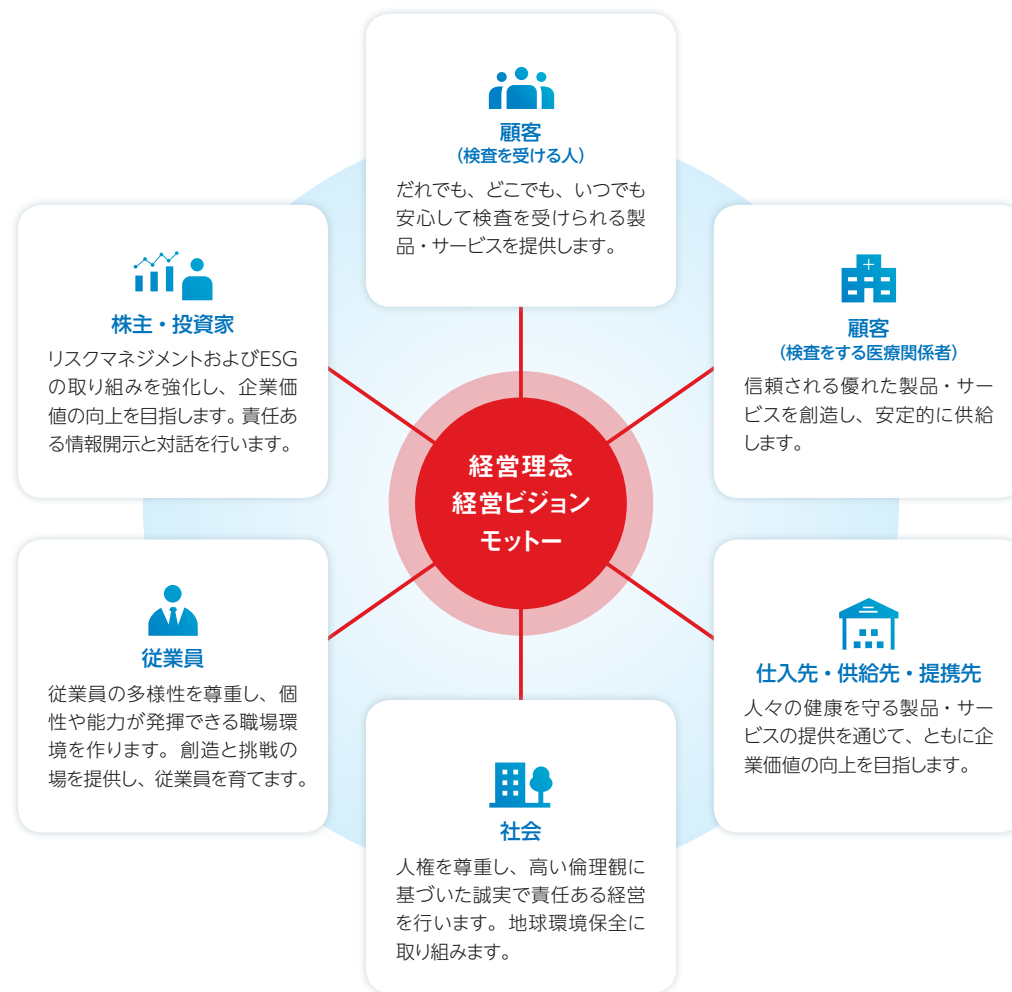 顧客
(検査を受ける人)
だれでも、どこでも、いつでも
安心して検査を受けられる製
品・サービスを提供します。
顧客
(検査をする医療関係者)
信頼される優れた製品・サー
ビスを創造し、安定的に供給
します。
仕入先・供給先・提携先
人々の健康を守る製品・サー
ビスの提供を通じて、ともに企
業価値の向上を目指します。
社会
人権を尊重し、高い倫理観に
基づいた誠実で責任ある経営
を行います。地球環境保全に
取り組みます。
従業員
従業員の多様性を尊重し、個
性や能力が発揮できる職場環
境を作ります。創造と挑戦の
場を提供し、従業員を育てます。
株主・投資家
リスクマネジメントおよびESG
の取り組みを強化し、企業価
値の向上を目指します。責任あ
る情報開示と対話を行います。
経営理念
経営ビジョン
モットー